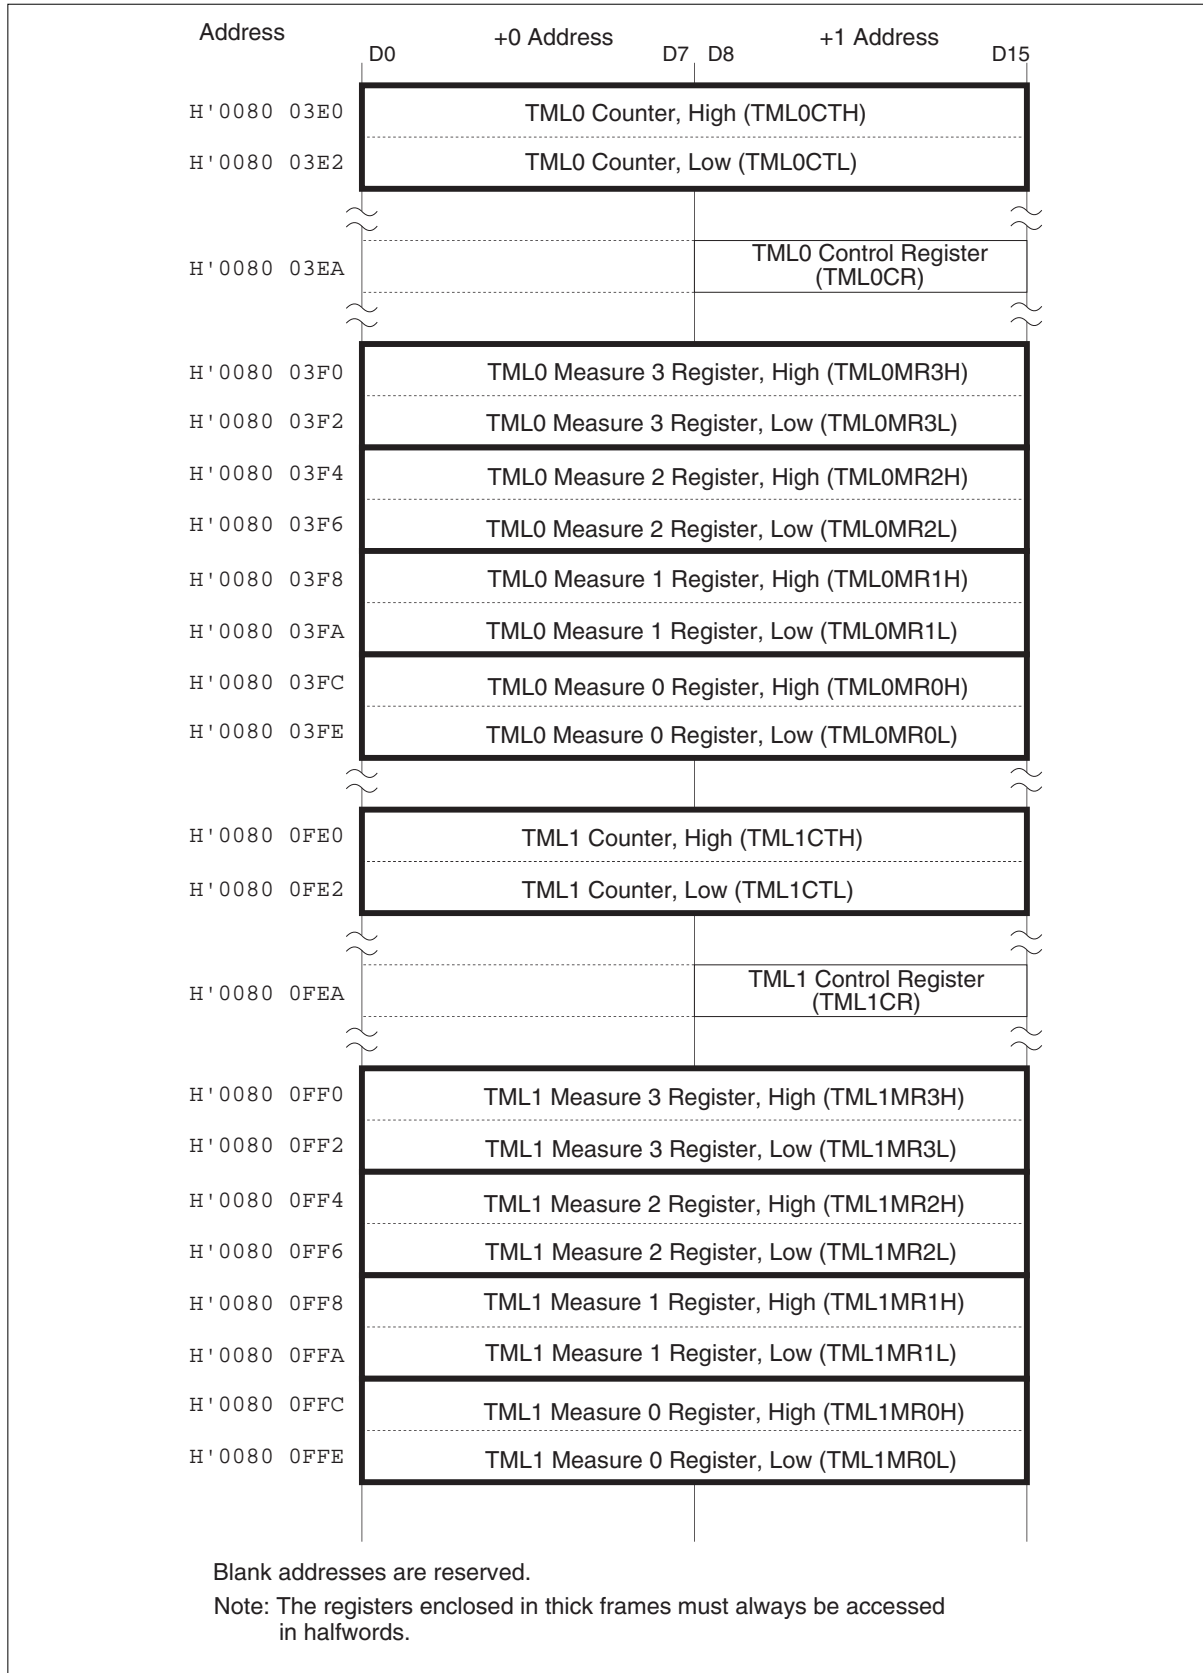 Address +0 Address +1 Address
D0 D7 D8 D15
H'0080 03E0 TML0 Counter, High (TML0CTH)
H'0080 03E2 TML0 Counter, Low (TML0CTL)
H'0080 03EA TML0 Control Register
(TML0CR)
H'0080 03F0 TML0 Measure 3 Register, High (TML0MR3H)
H'0080 03F2 TML0 Measure 3 Register, Low (TML0MR3L)
H'0080 03F4 TML0 Measure 2 Register, High (TML0MR2H)
H'0080 03F6 TML0 Measure 2 Register, Low (TML0MR2L)
H'0080 03F8 TML0 Measure 1 Register, High (TML0MR1H)
H'0080 03FA TML0 Measure 1 Register, Low (TML0MR1L)
H'0080 03FC TML0 Measure 0 Register, High (TML0MR0H)
H'0080 03FE TML0 Measure 0 Register, Low (TML0MR0L)
H'0080 0FE0 TML1 Counter, High (TML1CTH)
H'0080 0FE2 TML1 Counter, Low (TML1CTL)
H'0080 0FEA TML1 Control Register
(TML1CR)
H'0080 0FF0 TML1 Measure 3 Register, High (TML1MR3H)
H'0080 0FF2 TML1 Measure 3 Register, Low (TML1MR3L)
H'0080 0FF4 TML1 Measure 2 Register, High (TML1MR2H)
H'0080 0FF6 TML1 Measure 2 Register, Low (TML1MR2L)
H'0080 0FF8 TML1 Measure 1 Register, High (TML1MR1H)
H'0080 0FFA TML1 Measure 1 Register, Low (TML1MR1L)
H'0080 0FFC TML1 Measure 0 Register, High (TML1MR0H)
H'0080 0FFE TML1 Measure 0 Register, Low (TML1MR0L)
Blank addresses are reserved.
Note: The registers enclosed in thick frames must always be accessed
in halfwords.